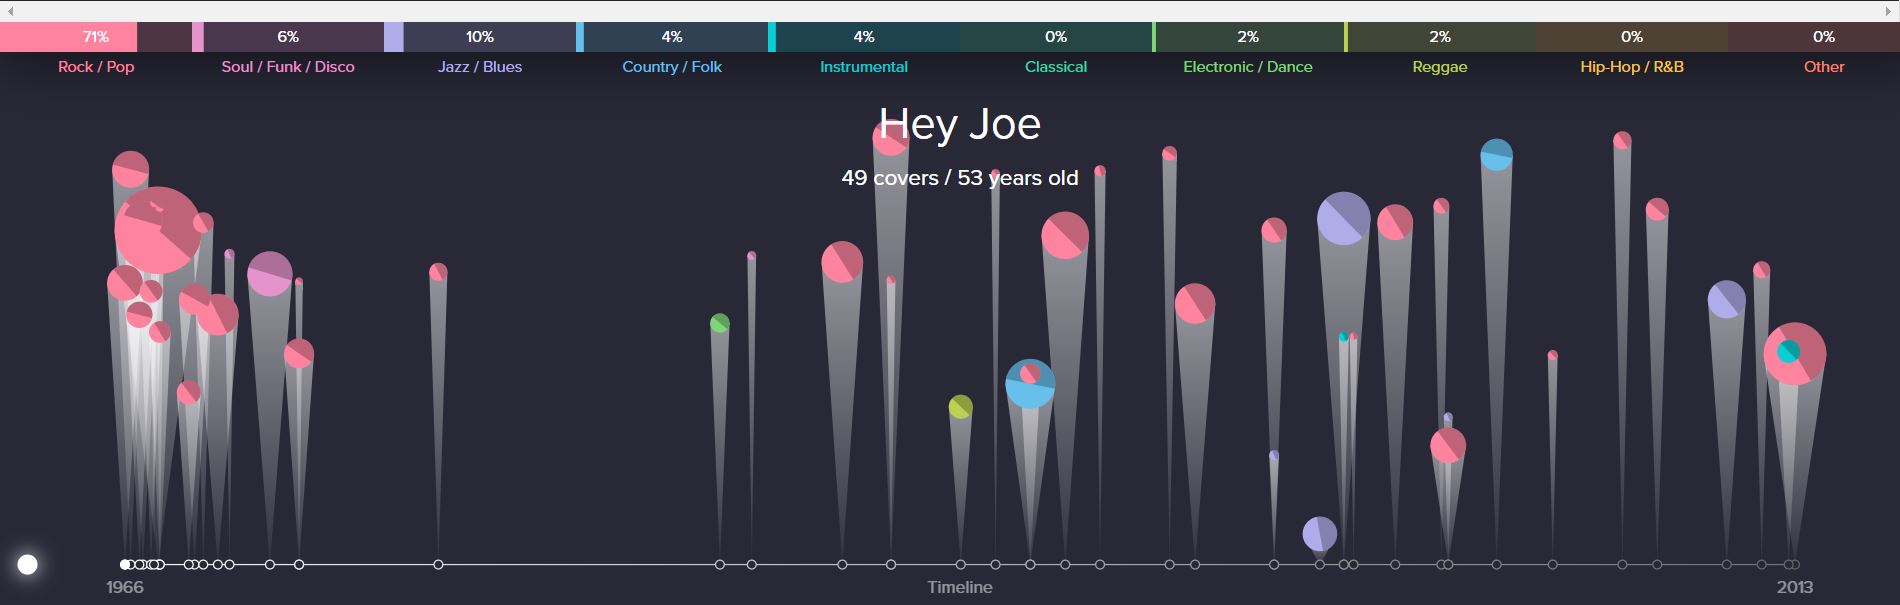 71% 6% 10% 4% 4% 0% 2% 2% 0% 0%
Rock / Pop Soul / Funk / Disco Jazz / Blues Country / Folk Instrumental Classical Electronic / Dance Reggae Hip-Hop / R&B Other
Hey Joe
49 covers / 53 years old
1966 Timeline 2013